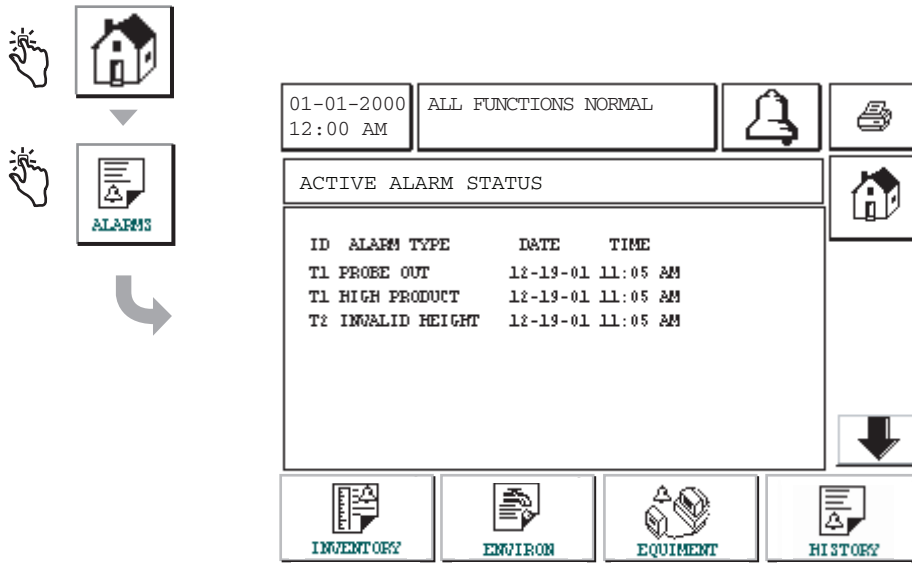 ALARMS
01-01-2000
12:00 AM
ALL FUNCTIONS NORMAL
ACTIVE ALARM STATUS
ID ALARM TYPE DATE TIME
T1 PROBE OUT 12-19-01 11:05 AM
T1 HIGH PRODUCT 12-19-01 11:05 AM
T2 INVALID HEIGHT 12-19-01 11:05 AM
INVENTORY
ENVIRON
EQUIMENT
HISTORY